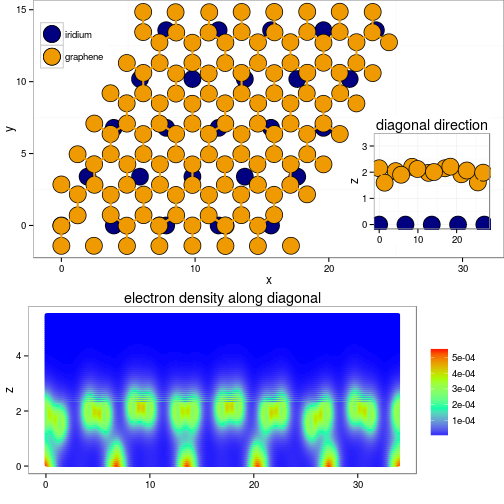 15
iridium
graphene
10
y
5
0
0
10
20
30
x
diagonal direction
3
2
z
1
0
0
10
20
electron density along diagonal
4
z
2
0
0
10
20
30
5e-04
4e-04
3e-04
2e-04
1e-04